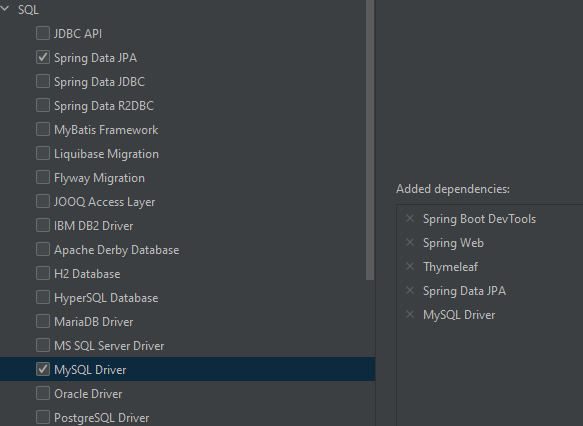 SQL
JDBC API
Spring Data JPA
Spring Data JDBC
Spring Data R2DBC
MyBatis Framework
Liquibase Migration
Flyway Migration
JOOQ Access Layer
IBM DB2 Driver
Apache Derby Database
H2 Database
HyperSQL Database
MariaDB Driver
MS SQL Server Driver
MySQL Driver
Oracle Driver
PostgreSQL Driver
Added dependencies:
Spring Boot DevTools
Spring Web
Thymeleaf
Spring Data JPA
MySQL Driver